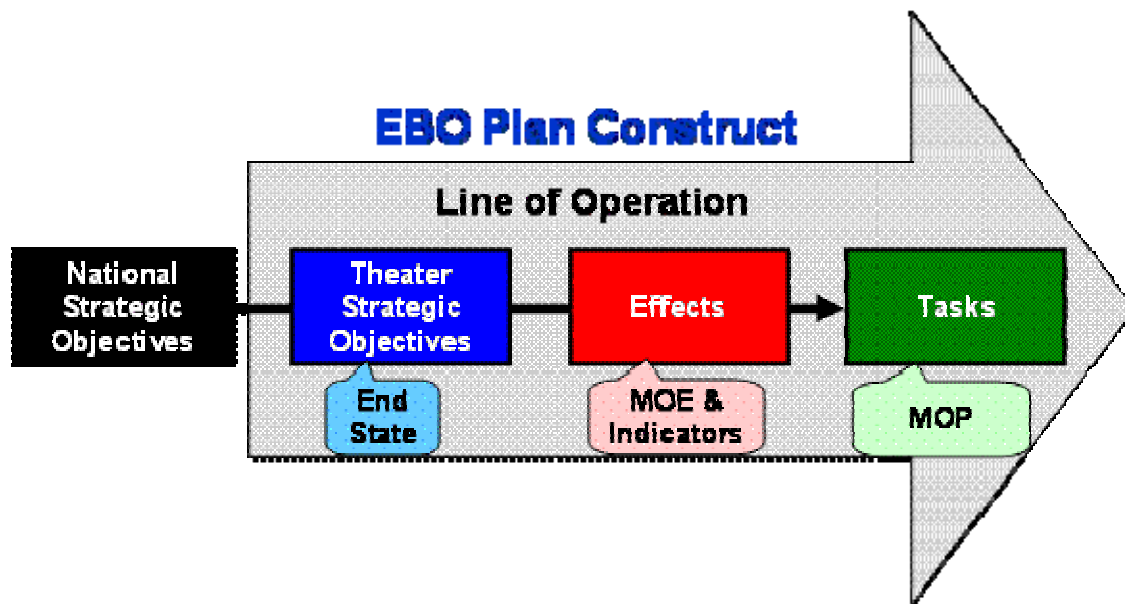 EBO Plan Construct
Line of Operation
National
Strategic
Objectives
Theater
Strategic
Objectives
Effects
Tasks
End
State
MOE &
Indicators
MOP